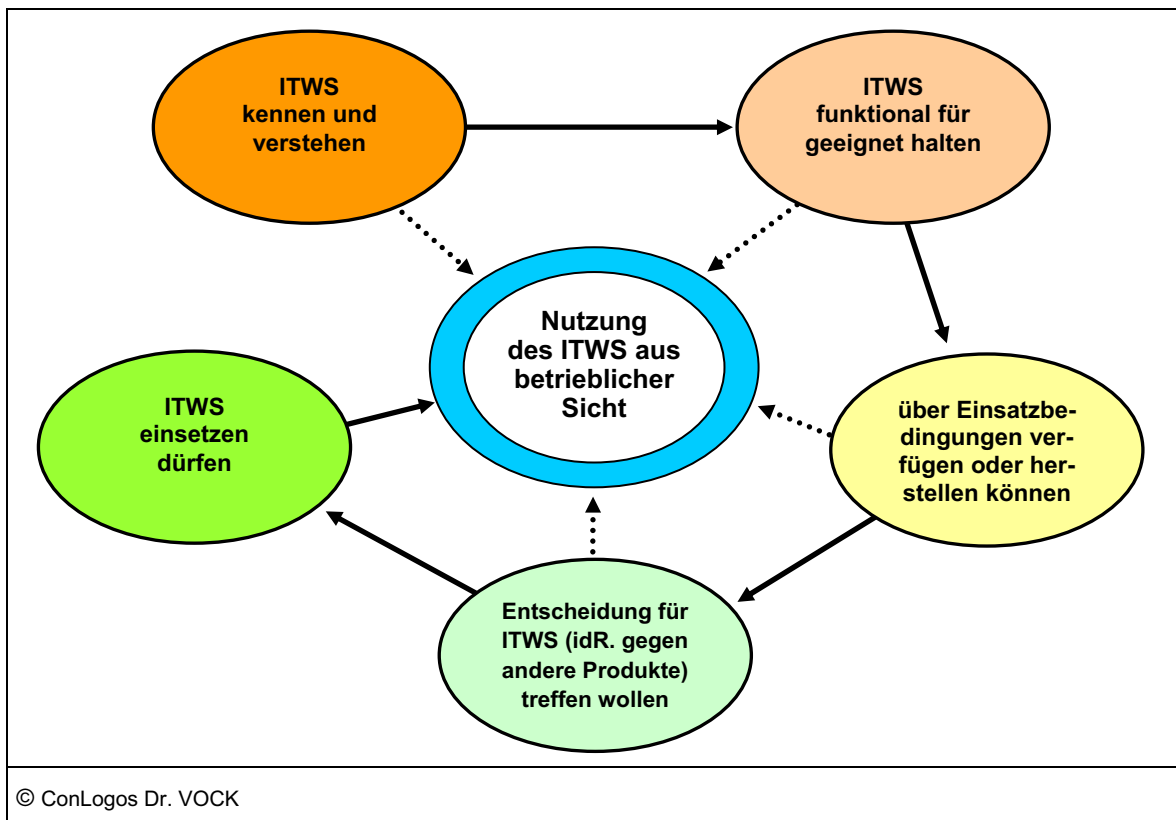 ITWS
kennen und
verstehen
ITWS
funktional für
geeignet halten
Nutzung
des ITWS aus
betrieblicher
Sicht
ITWS
einsetzen
dürfen
über Einsatzbe-
dingungen ver-
fügen oder her-
stellen können
Entscheidung für
ITWS (idR. gegen
andere Produkte)
treffen wollen
© ConLogos Dr. VOCK